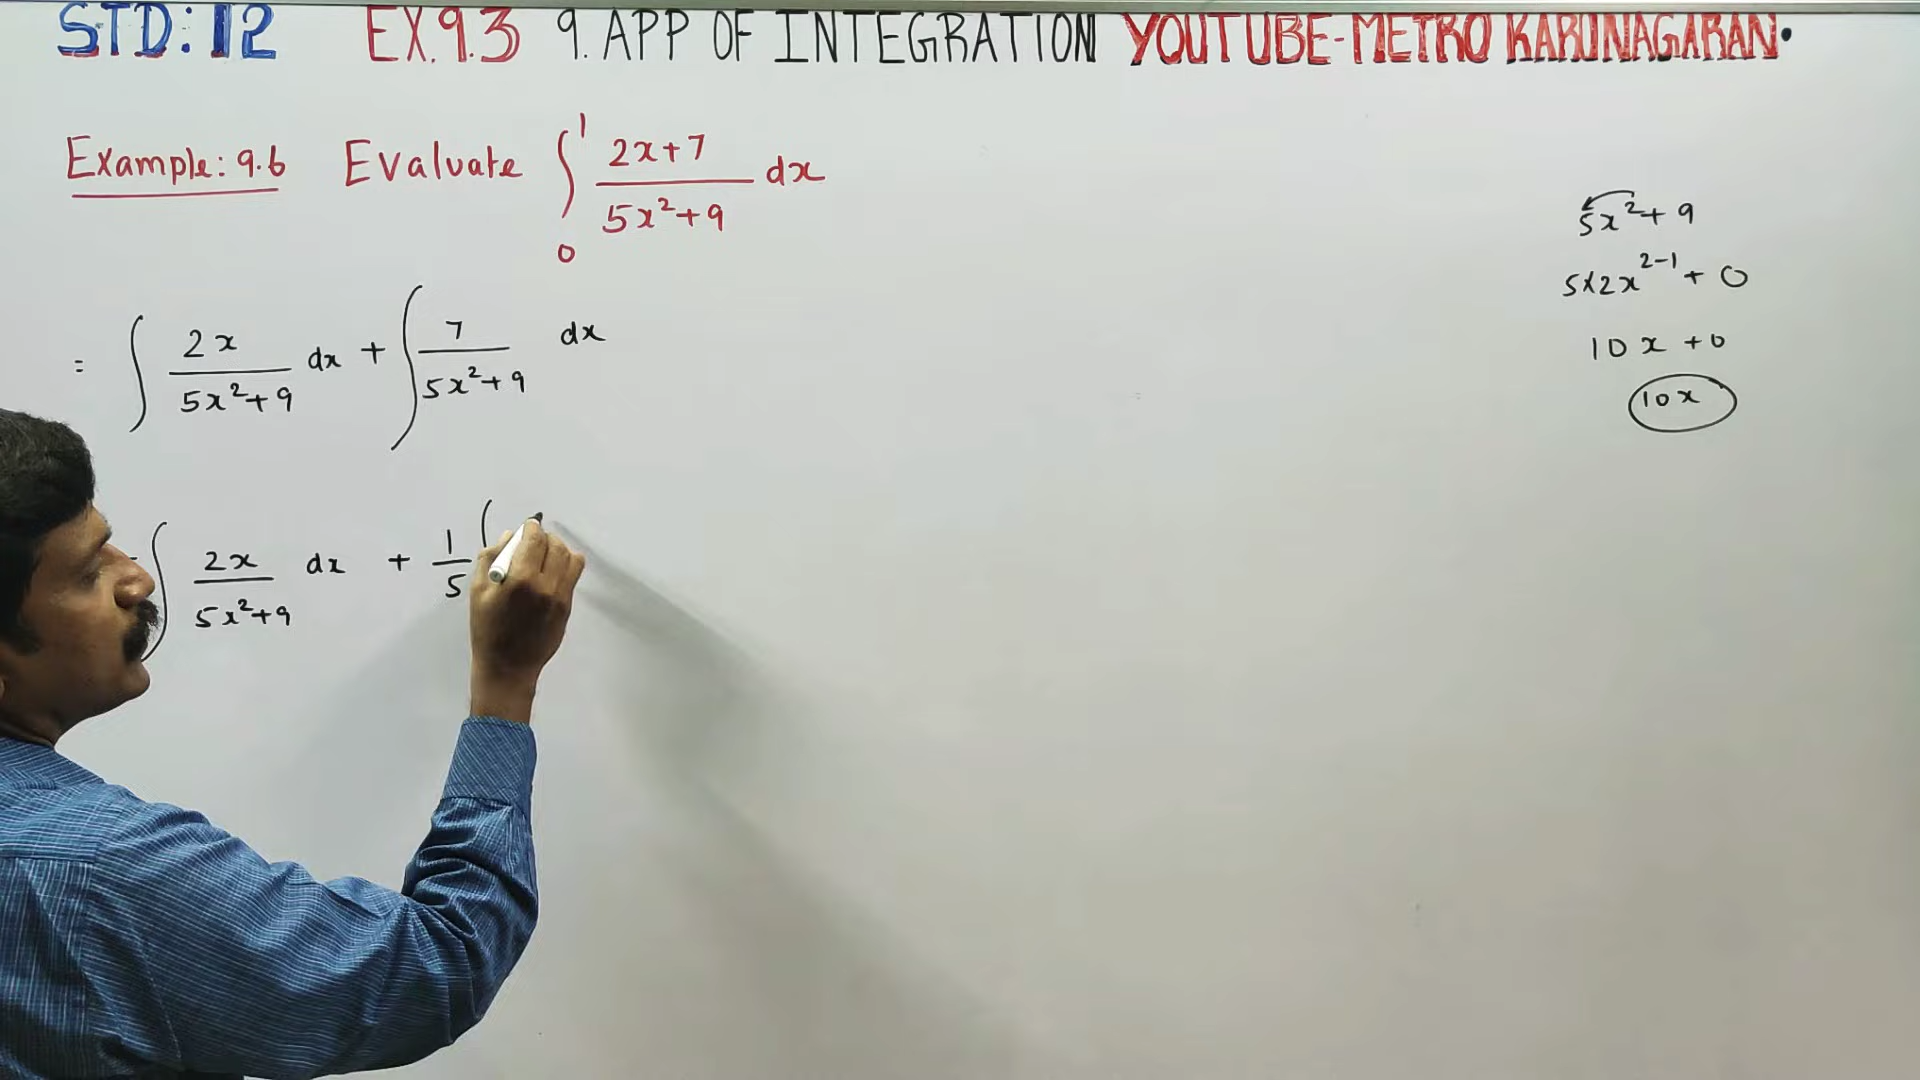 STD: 12 EX.9.3 9. APP OF INTEGRATION YOUTUBE-METRO KARUNAGARAN.
Example: 9.6 Evaluate ∫₀¹ (2x+7)/(5x²+9) dx
= ∫ 2x/(5x²+9) dx + ∫ 7/(5x²+9) dx
= ∫ 2x/(5x²+9) dx + 1/5 ∫
5x²+9
5×2x²⁻¹ + 0
10x + 0
10x